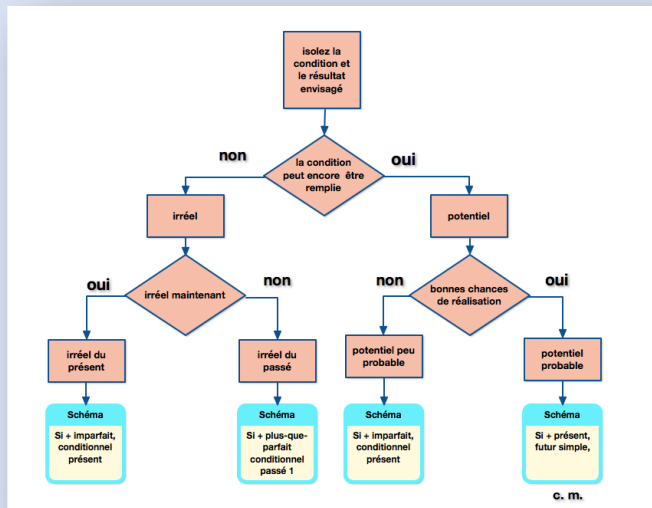 isolez la
condition et
le résultat
envisagé
non
la condition
peut encore être
remplie
oui
irréel
potentiel
oui
irréel maintenant
non
non
bonnes chances
de réalisation
oui
irréel du
présent
irréel du
passé
potentiel peu
probable
potentiel
probable
Schéma
Si + imparfait,
conditionnel
présent
Schéma
Si + plus-que-
parfait
conditionnel
passé 1
Schéma
Si + imparfait,
conditionnel
présent
Schéma
Si + présent,
futur simple,
c. m.